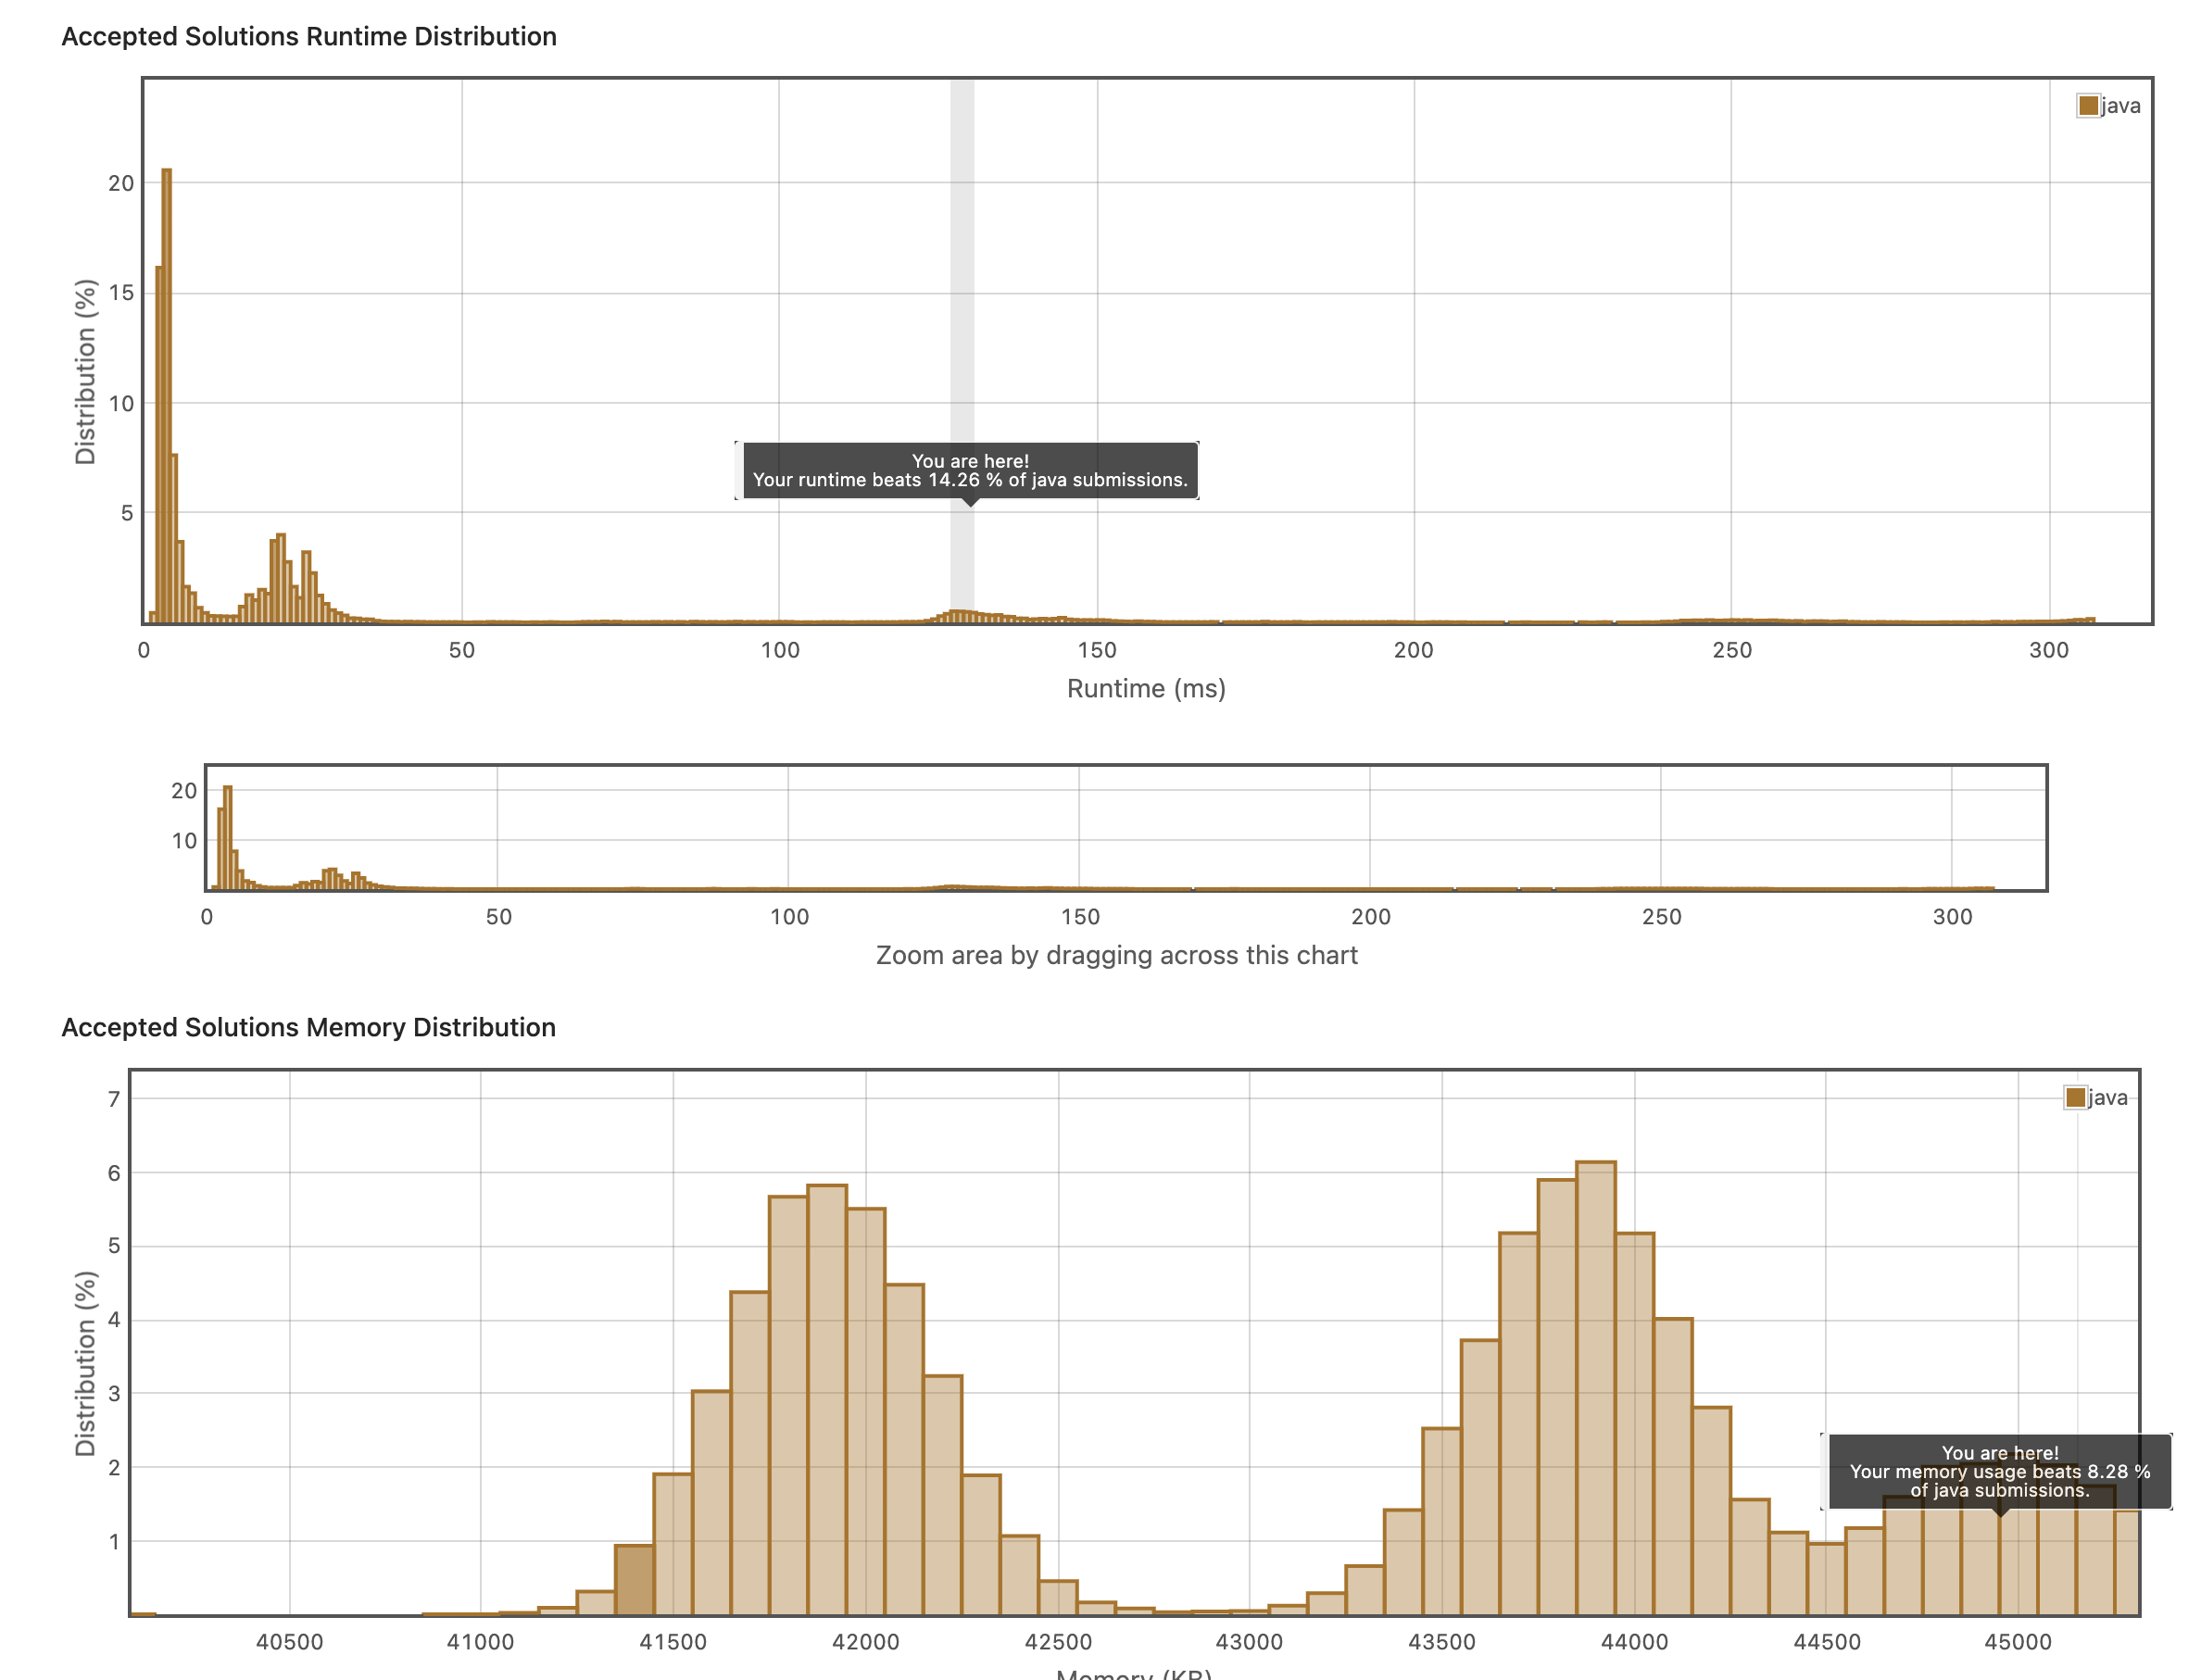 Accepted Solutions Runtime Distribution
java
20
15
10
5
Distribution (%)
You are here!
Your runtime beats 14.26 % of java submissions.
0 50 100 150 200 250 300
Runtime (ms)
20
10
0 50 100 150 200 250 300
Zoom area by dragging across this chart
Accepted Solutions Memory Distribution
java
7
6
5
4
3
2
1
Distribution (%)
You are here!
Your memory usage beats 8.28 %
of java submissions.
40500 41000 41500 42000 42500 43000 43500 44000 44500 45000
Memory (KB)